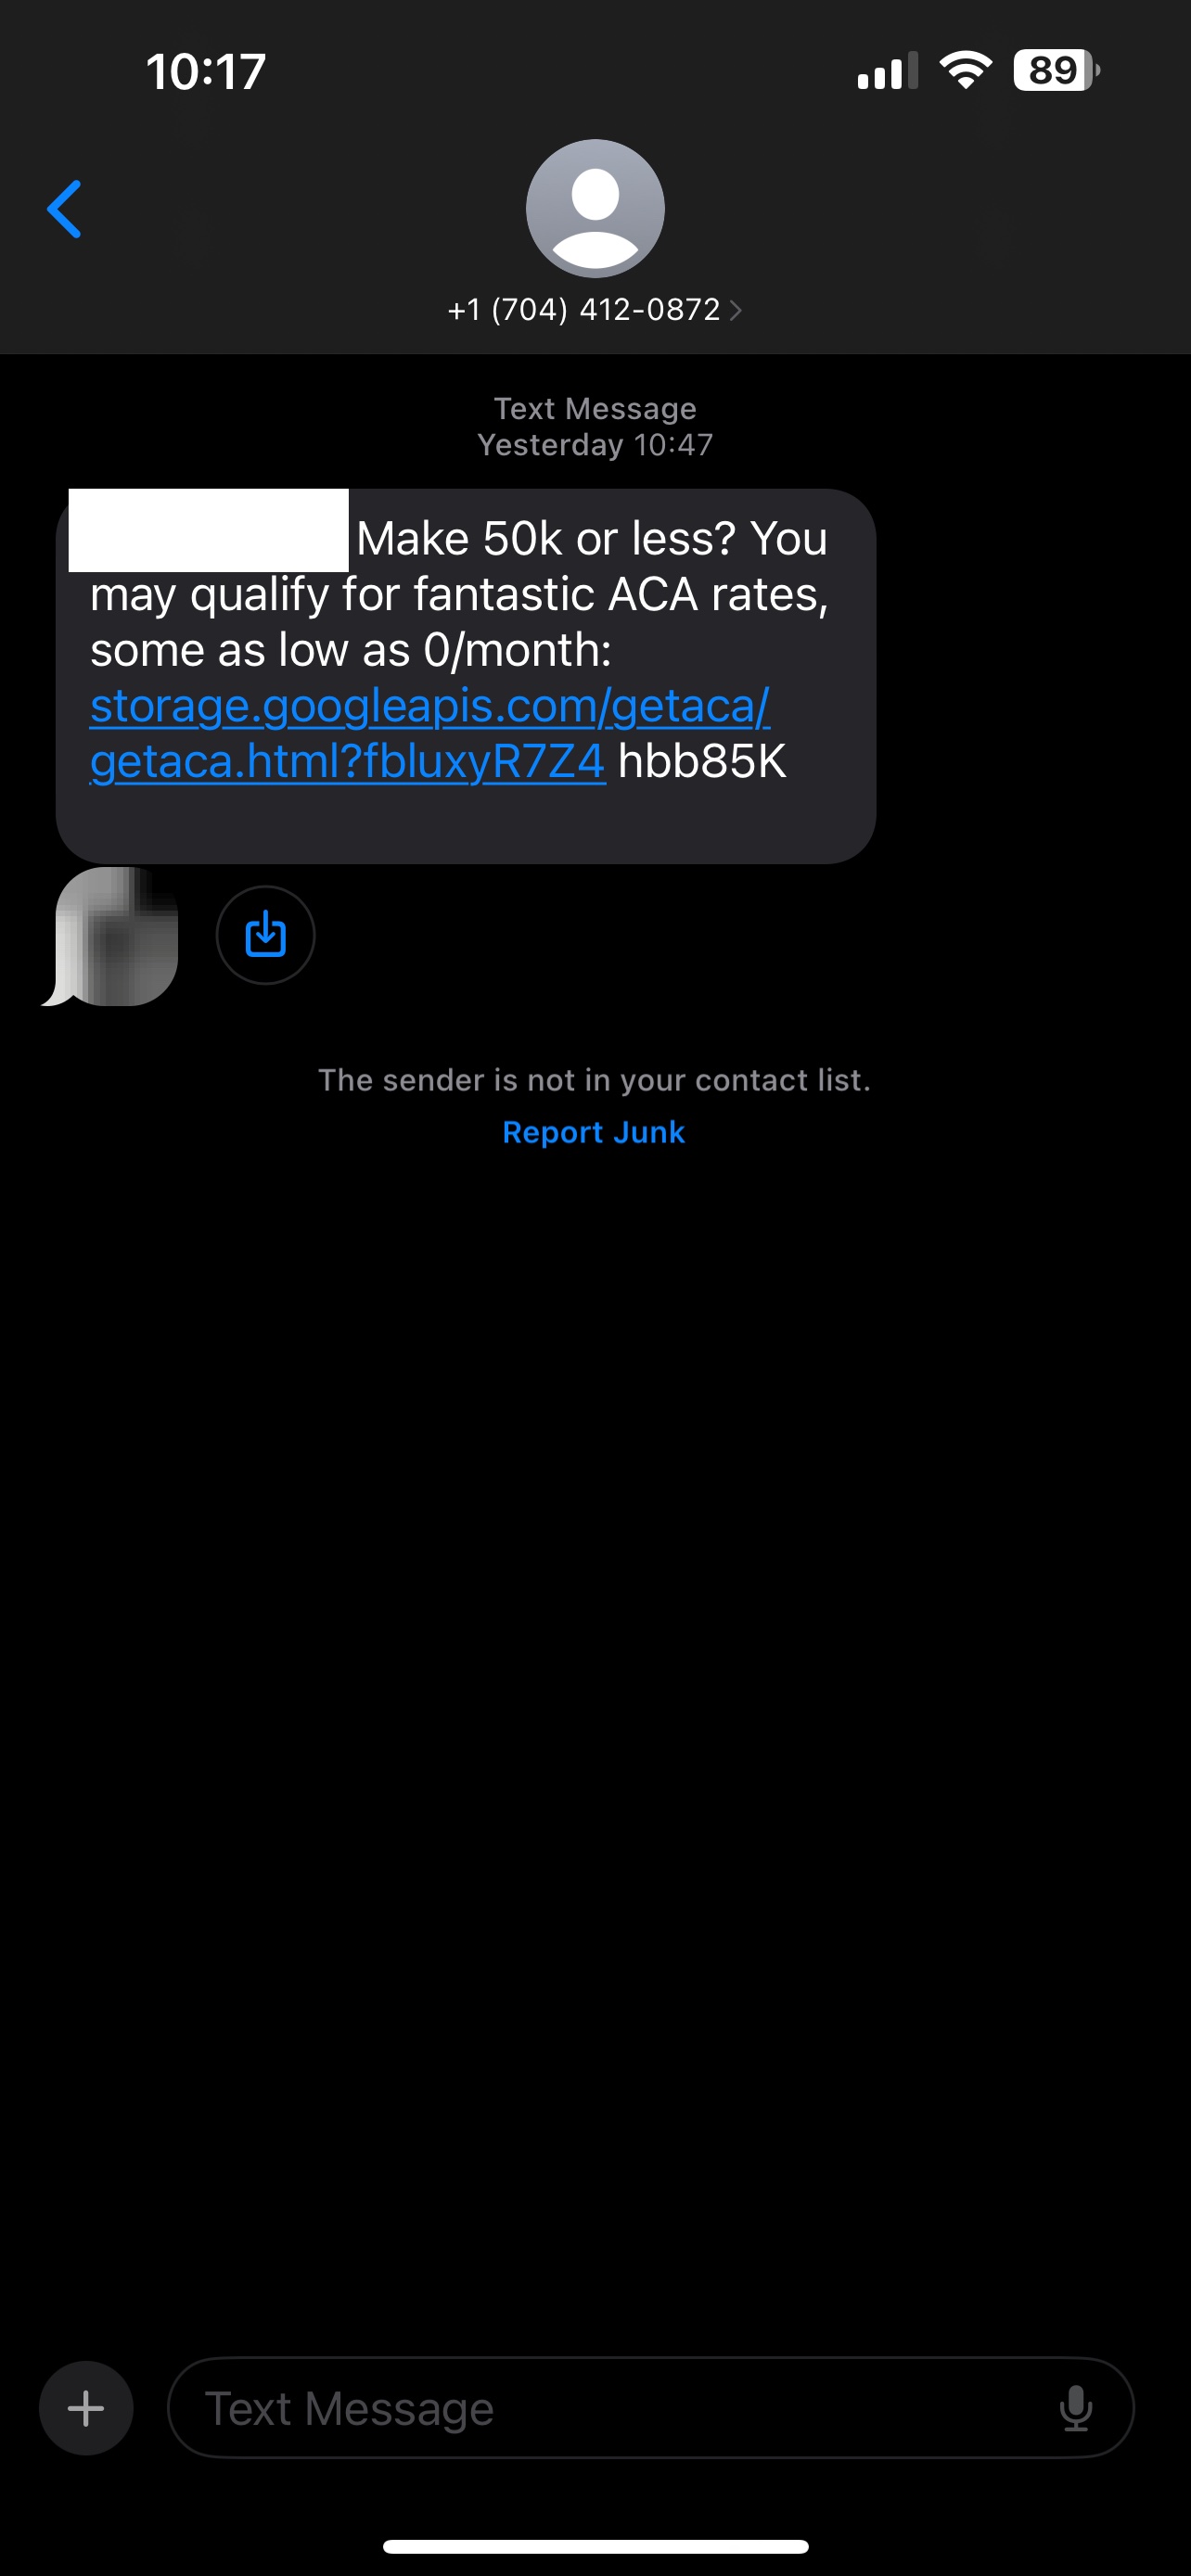 10:17
89
+1 (704) 412-0872
Text Message
Yesterday 10:47
Make 50k or less? You
may qualify for fantastic ACA rates,
some as low as 0/month:
storage.googleapis.com/getaca/
getaca.html?fbluxyR7Z4 hbb85K
The sender is not in your contact list.
Report Junk
Text Message